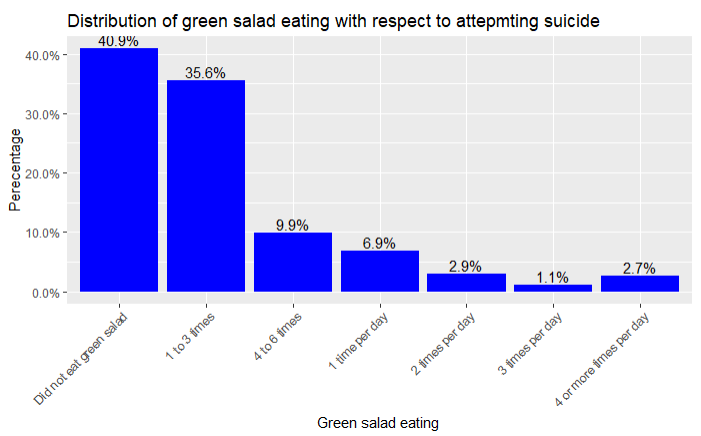 Distribution of green salad eating with respect to attepmting suicide
Perecentage
40.0%
30.0%
20.0%
10.0%
0.0%
40.9%
35.6%
9.9%
6.9%
2.9%
1.1%
2.7%
Did not eat green salad
1 to 3 times
4 to 6 times
1 time per day
2 times per day
3 times per day
4 or more times per day
Green salad eating